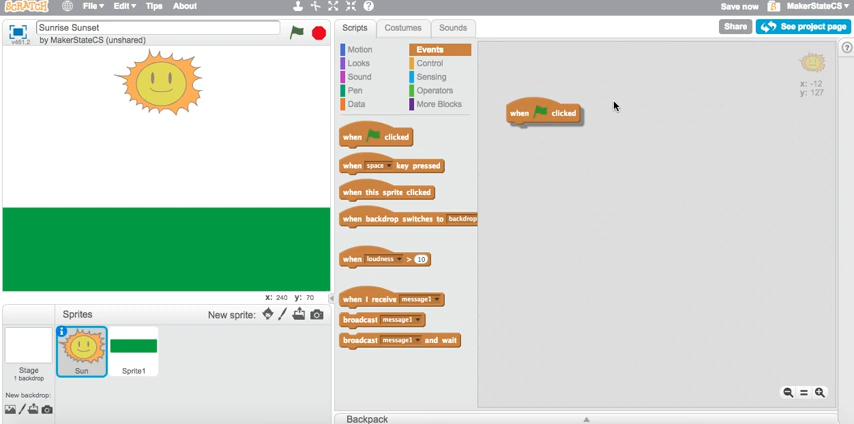 SCRATCH File Edit Tips About Save now MakerStateCS
v461.2 Sunrise Sunset
by MakerStateCS (unshared)
Share See project page
Scripts Costumes Sounds
Motion Events
Looks Control
Sound Sensing
Pen Operators
Data More Blocks
x: -12
y: 127
when clicked
when clicked
when space key pressed
when this sprite clicked
when backdrop switches to backdrop
when loudness > 10
when I receive message1
broadcast message1
broadcast message1 and wait
x: 240 y: 70
Sprites New sprite:
Stage
1 backdrop
Sun
Sprite1
New backdrop:
Backpack